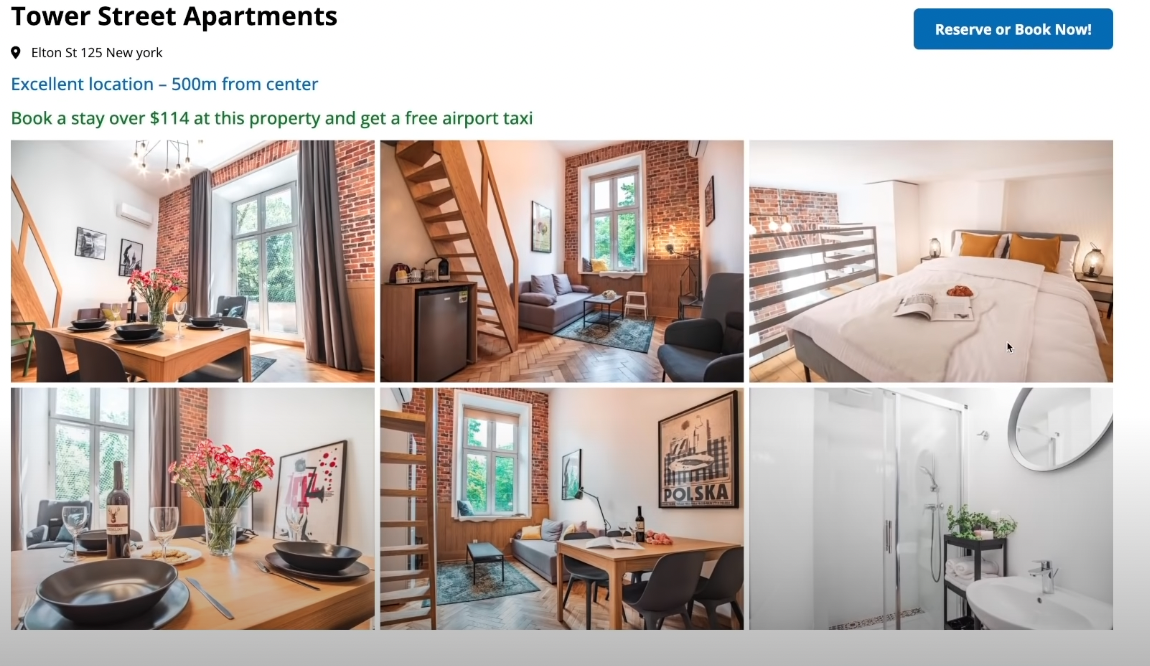 Tower Street Apartments
Reserve or Book Now!
Elton St 125 New york
Excellent location – 500m from center
Book a stay over $114 at this property and get a free airport taxi
POLSKA